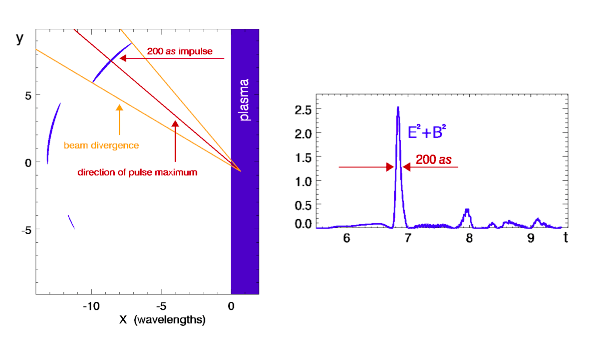 y
200 as impulse
plasma
5
beam divergence
0
direction of pulse maximum
-5
-10
-5
0
X (wavelengths)
2.5
E²+B²
2.0
1.5
200 as
1.0
0.5
0.0
6
7
8
9
t